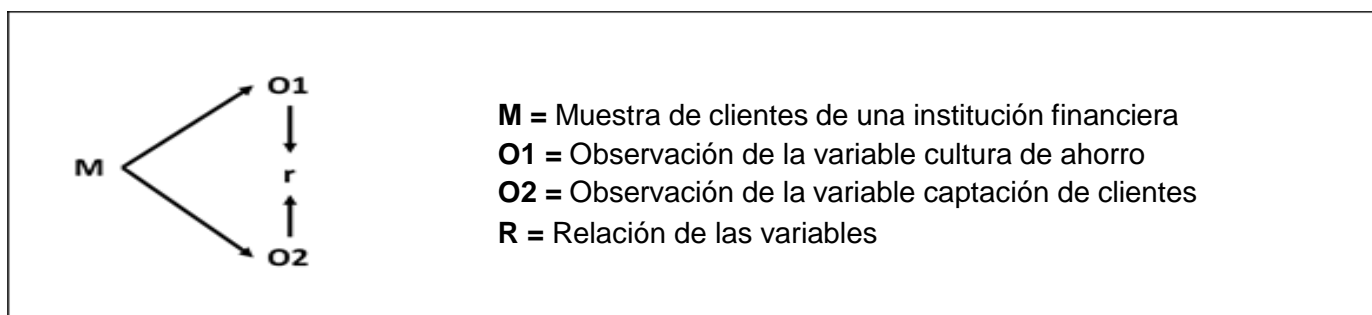 O1
M
r
O2
M = Muestra de clientes de una institución financiera
O1 = Observación de la variable cultura de ahorro
O2 = Observación de la variable captación de clientes
R = Relación de las variables